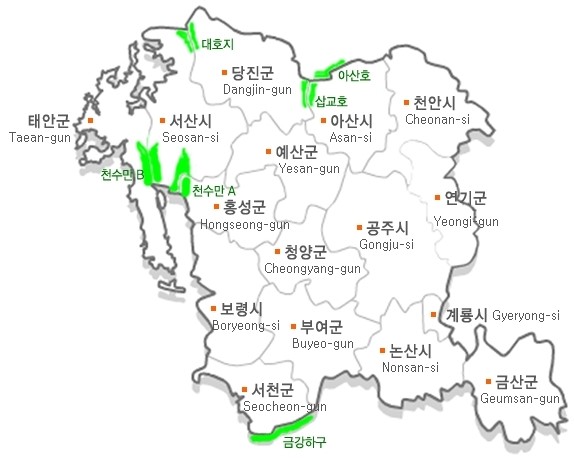 대호지
당진군
Dangjin-gun
아산호
삽교호
천안시
Cheonan-si
태안군
Taean-gun
서산시
Seosan-si
아산시
Asan-si
예산군
Yesan-gun
천수만 B
천수만 A
홍성군
Hongseong-gun
연기군
Yeongi-gun
공주시
Gongju-si
청양군
Cheongyang-gun
보령시
Boryeong-si
부여군
Buyeo-gun
계룡시 Gyeryong-si
논산시
Nonsan-si
금산군
Geumsan-gun
서천군
Seocheon-gun
금강하구